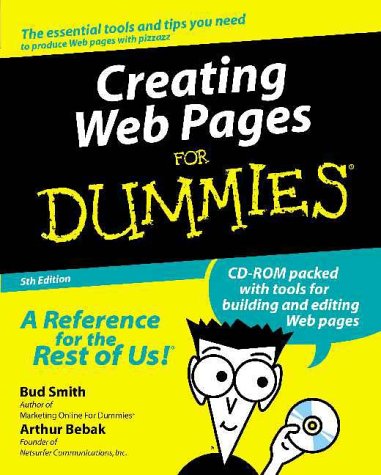 The essential tools and tips you need
to produce Web pages with pizzazz
Creating
Web Pages
FOR
DUMMIES®
5th Edition
CD-ROM packed
with tools for
building and editing
Web pages
A Reference
for the
Rest of Us!®
Bud Smith
Author of
Marketing Online For Dummies®
Arthur Bebak
Founder of
Netsurfer Communications, Inc.